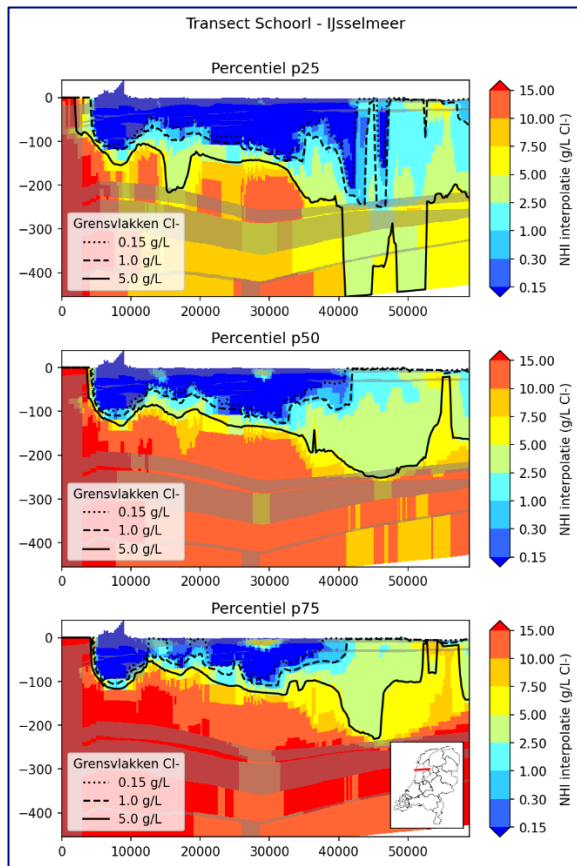 Transect Schoorl - IJsselmeer
Percentiel p25
0
−100
−200
−300
−400
Grensvlakken Cl-
0.15 g/L
1.0 g/L
5.0 g/L
0 10000 20000 30000 40000 50000
15.00
10.00
7.50
5.00
2.50
1.00
0.30
0.15
NHI interpolatie (g/L Cl-)
Percentiel p50
0
−100
−200
−300
−400
Grensvlakken Cl-
0.15 g/L
1.0 g/L
5.0 g/L
0 10000 20000 30000 40000 50000
15.00
10.00
7.50
5.00
2.50
1.00
0.30
0.15
NHI interpolatie (g/L Cl-)
Percentiel p75
0
−100
−200
−300
−400
Grensvlakken Cl-
0.15 g/L
1.0 g/L
5.0 g/L
0 10000 20000 30000 40000 50000
15.00
10.00
7.50
5.00
2.50
1.00
0.30
0.15
NHI interpolatie (g/L Cl-)